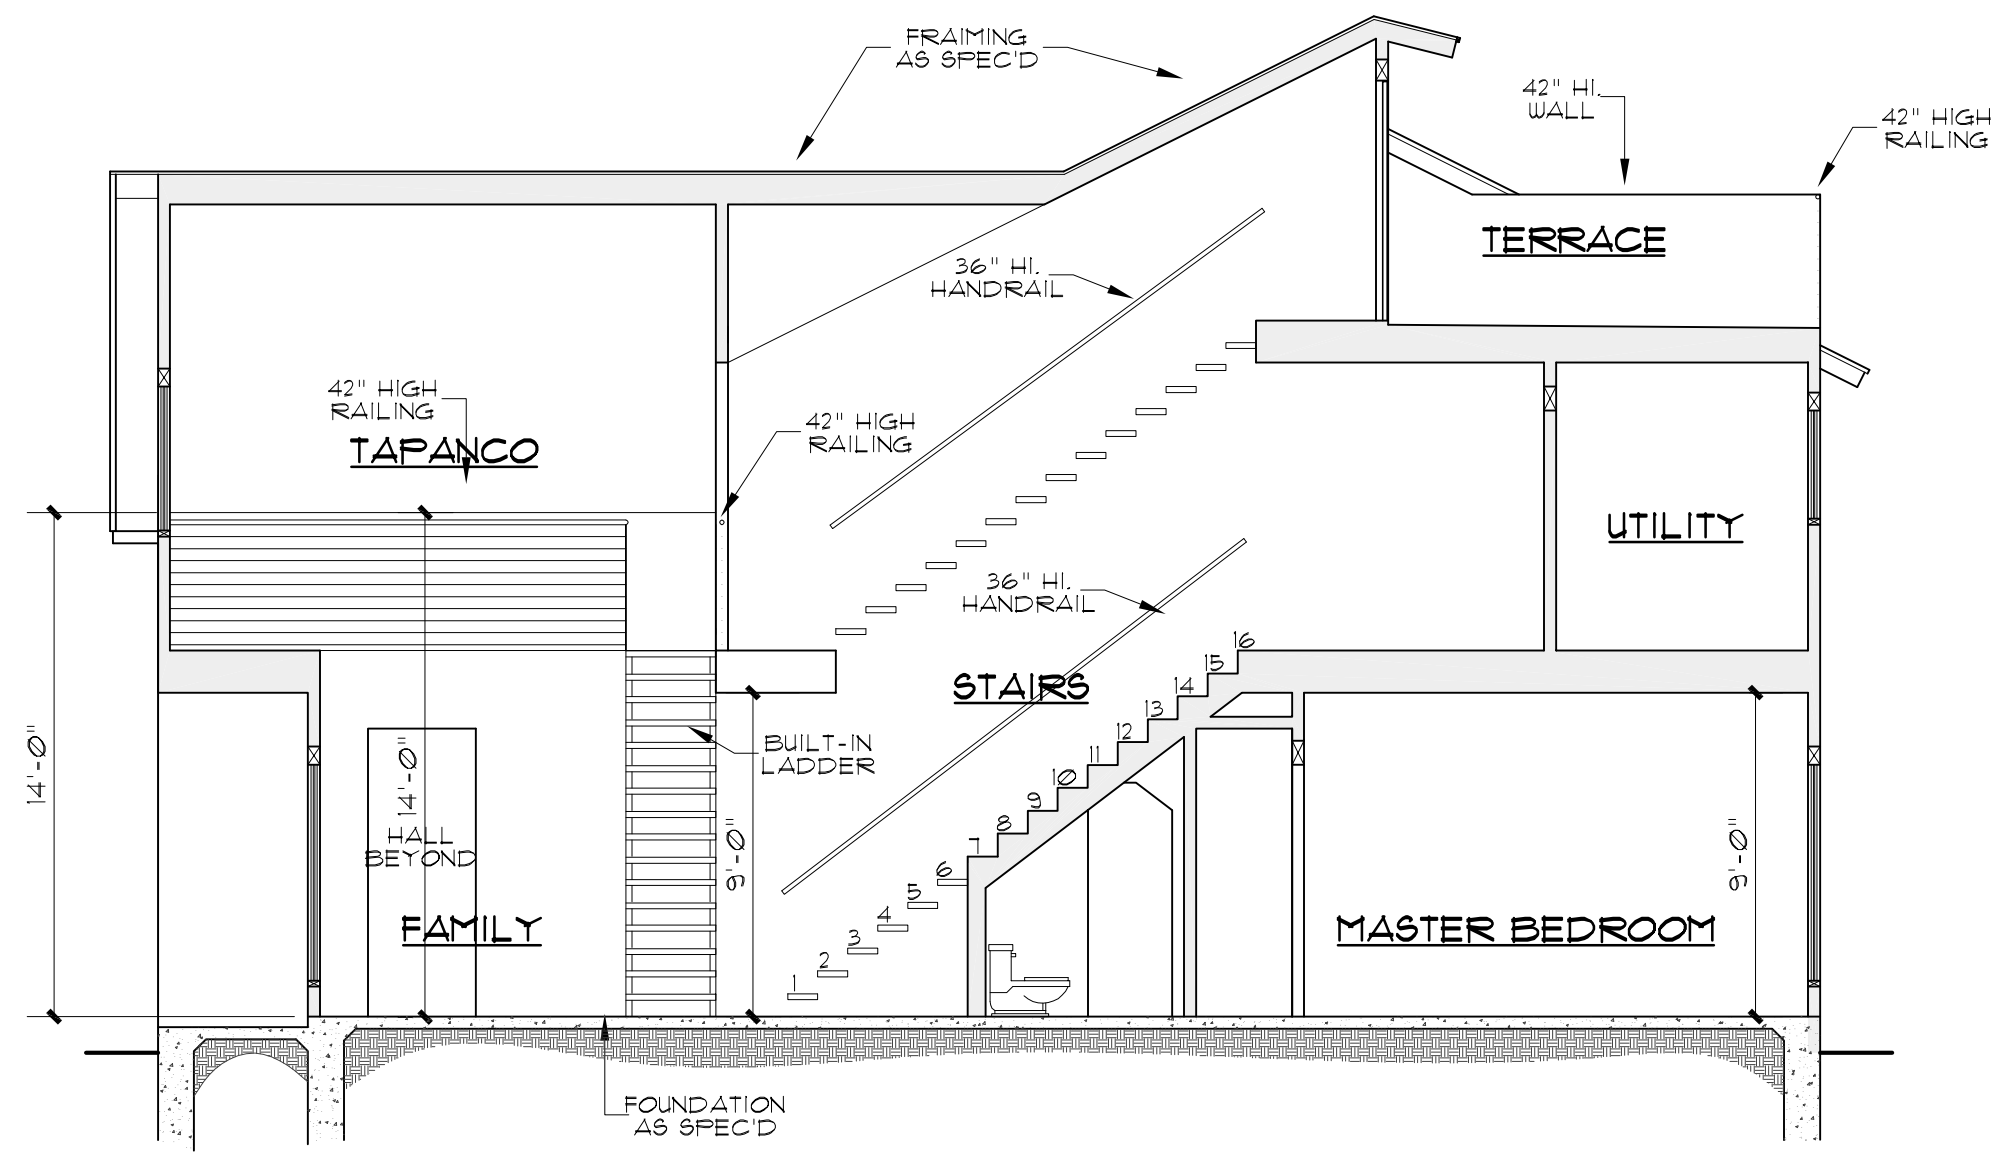 FRAIMING
AS SPEC'D
42" HI.
WALL
42" HIGH
RAILING
TERRACE
36" HI.
HANDRAIL
42" HIGH
RAILING
TAPANCO
42" HIGH
RAILING
UTILITY
36" HI.
HANDRAIL
STAIRS
16
15
14
13
12
11
10
9
8
7
6
5
4
3
2
1
BUILT-IN
LADDER
14'-0"
14'-0"
HALL
BEYOND
9'-0"
9'-0"
FAMILY
MASTER BEDROOM
FOUNDATION
AS SPEC'D